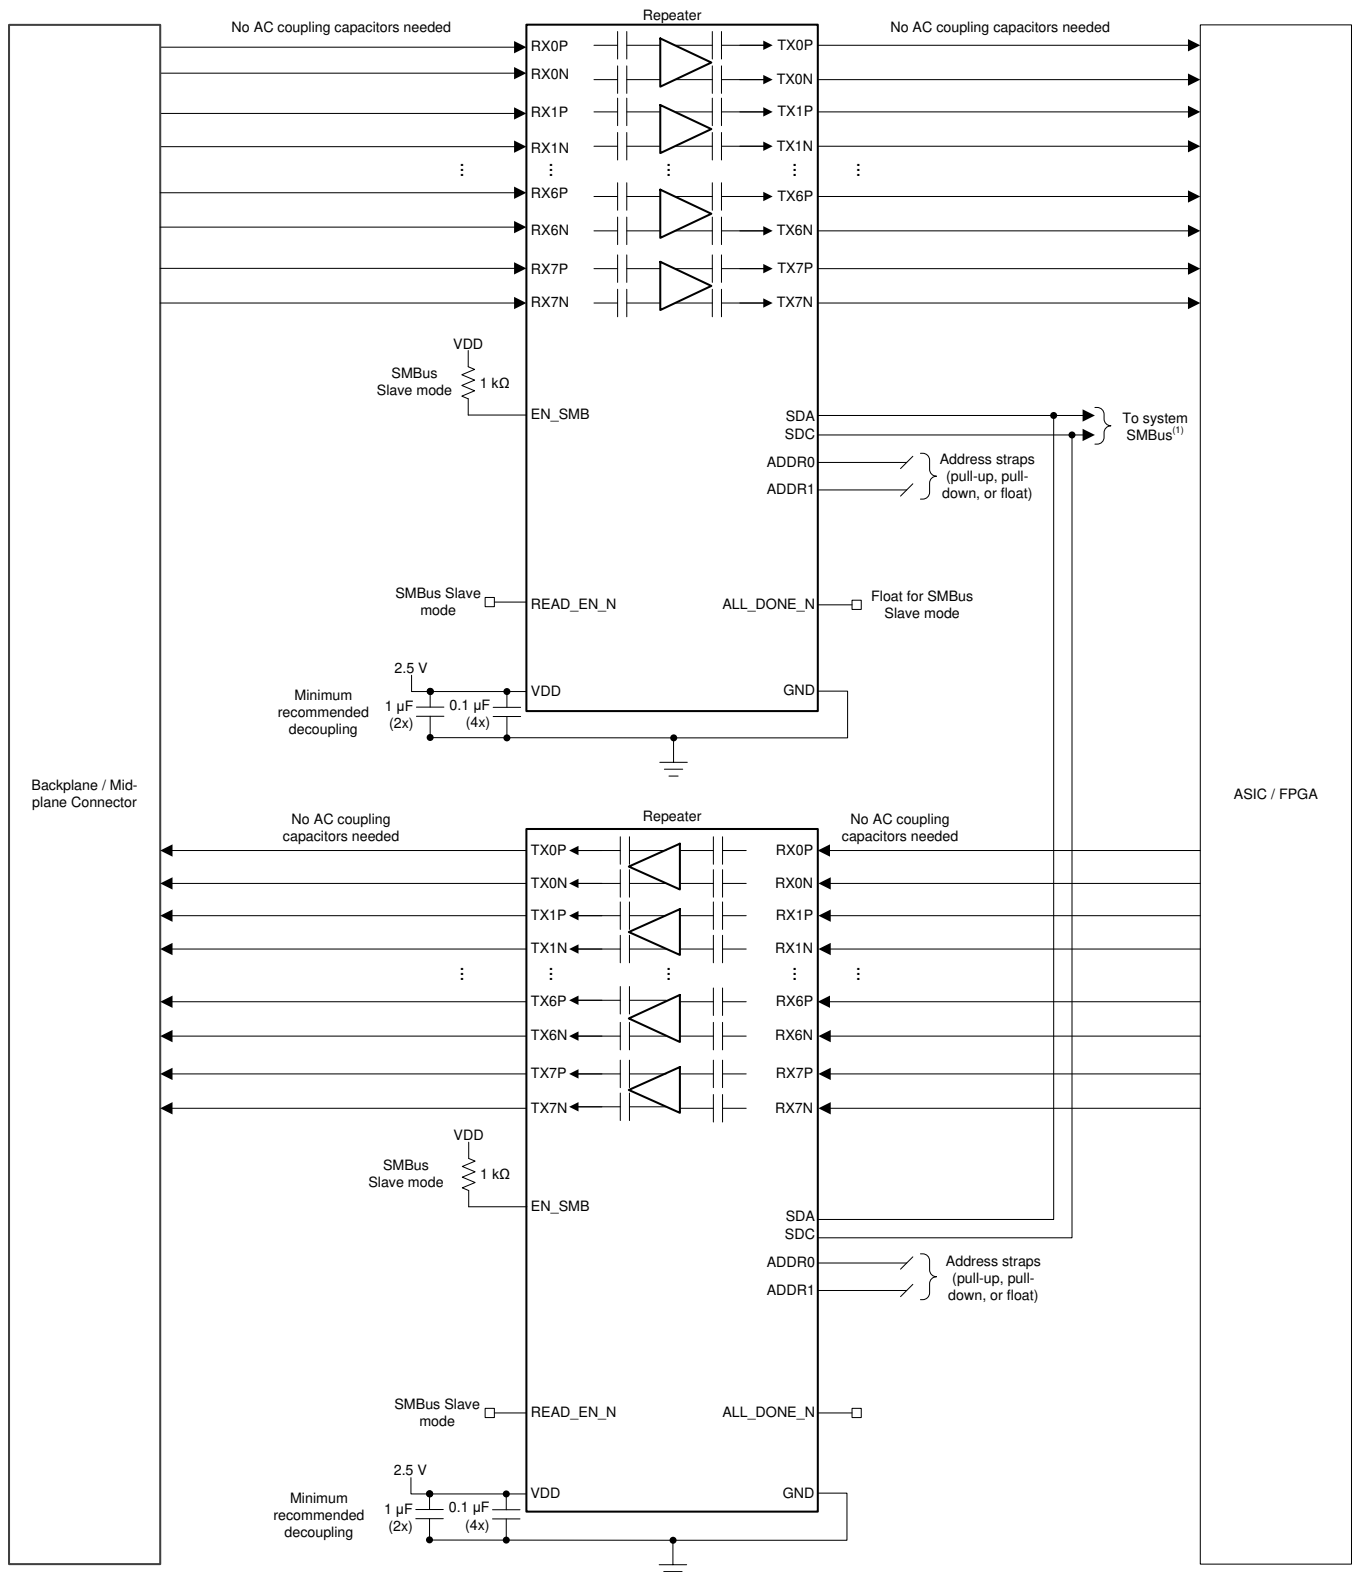 Repeater
No AC coupling capacitors needed
No AC coupling capacitors needed
RX0P
TX0P
RX0N
TX0N
RX1P
TX1P
RX1N
TX1N
RX6P
TX6P
RX6N
TX6N
RX7P
TX7P
RX7N
TX7N
VDD
SMBus
Slave mode
1 kΩ
EN_SMB
SDA
SDC
To system
SMBus(1)
ADDR0
ADDR1
Address straps
(pull-up, pull-
down, or float)
SMBus Slave
mode
READ_EN_N
ALL_DONE_N
Float for SMBus
Slave mode
2.5 V
VDD
GND
Minimum
recommended
decoupling
1 µF
(2x)
0.1 µF
(4x)
Backplane / Mid-
plane Connector
ASIC / FPGA
Repeater
No AC coupling
capacitors needed
No AC coupling
capacitors needed
TX0P
RX0P
TX0N
RX0N
TX1P
RX1P
TX1N
RX1N
TX6P
RX6P
TX6N
RX6N
TX7P
RX7P
TX7N
RX7N
VDD
SMBus
Slave mode
1 kΩ
EN_SMB
SDA
SDC
ADDR0
ADDR1
Address straps
(pull-up, pull-
down, or float)
SMBus Slave
mode
READ_EN_N
ALL_DONE_N
2.5 V
VDD
GND
Minimum
recommended
decoupling
1 µF
(2x)
0.1 µF
(4x)